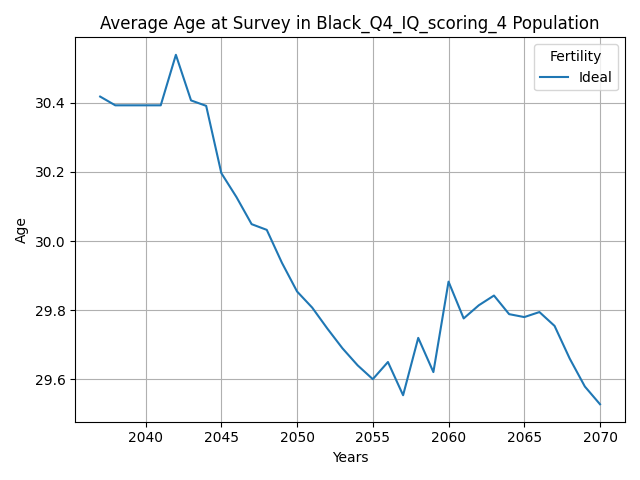 Average Age at Survey in Black_Q4_IQ_scoring_4 Population
Fertility
Ideal
30.4
30.2
30.0
29.8
29.6
Age
2040 2045 2050 2055 2060 2065 2070
Years